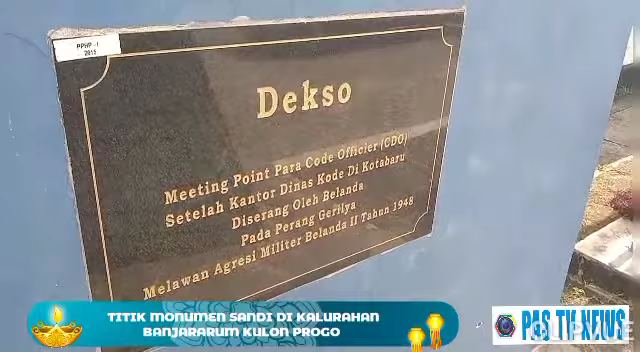 PPHP - I
2015
Dekso
Meeting Point Para Code Officier (CDO)
Setelah Kantor Dinas Kode Di Kotabaru
Diserang Oleh Belanda
Pada Perang Gerilya
Melawan Agresi Militer Belanda II Tahun 1948
TITIK MONUMEN SANDI DI KALURAHAN
BANJARARUM KULON PROGO
PAS TV NEWS